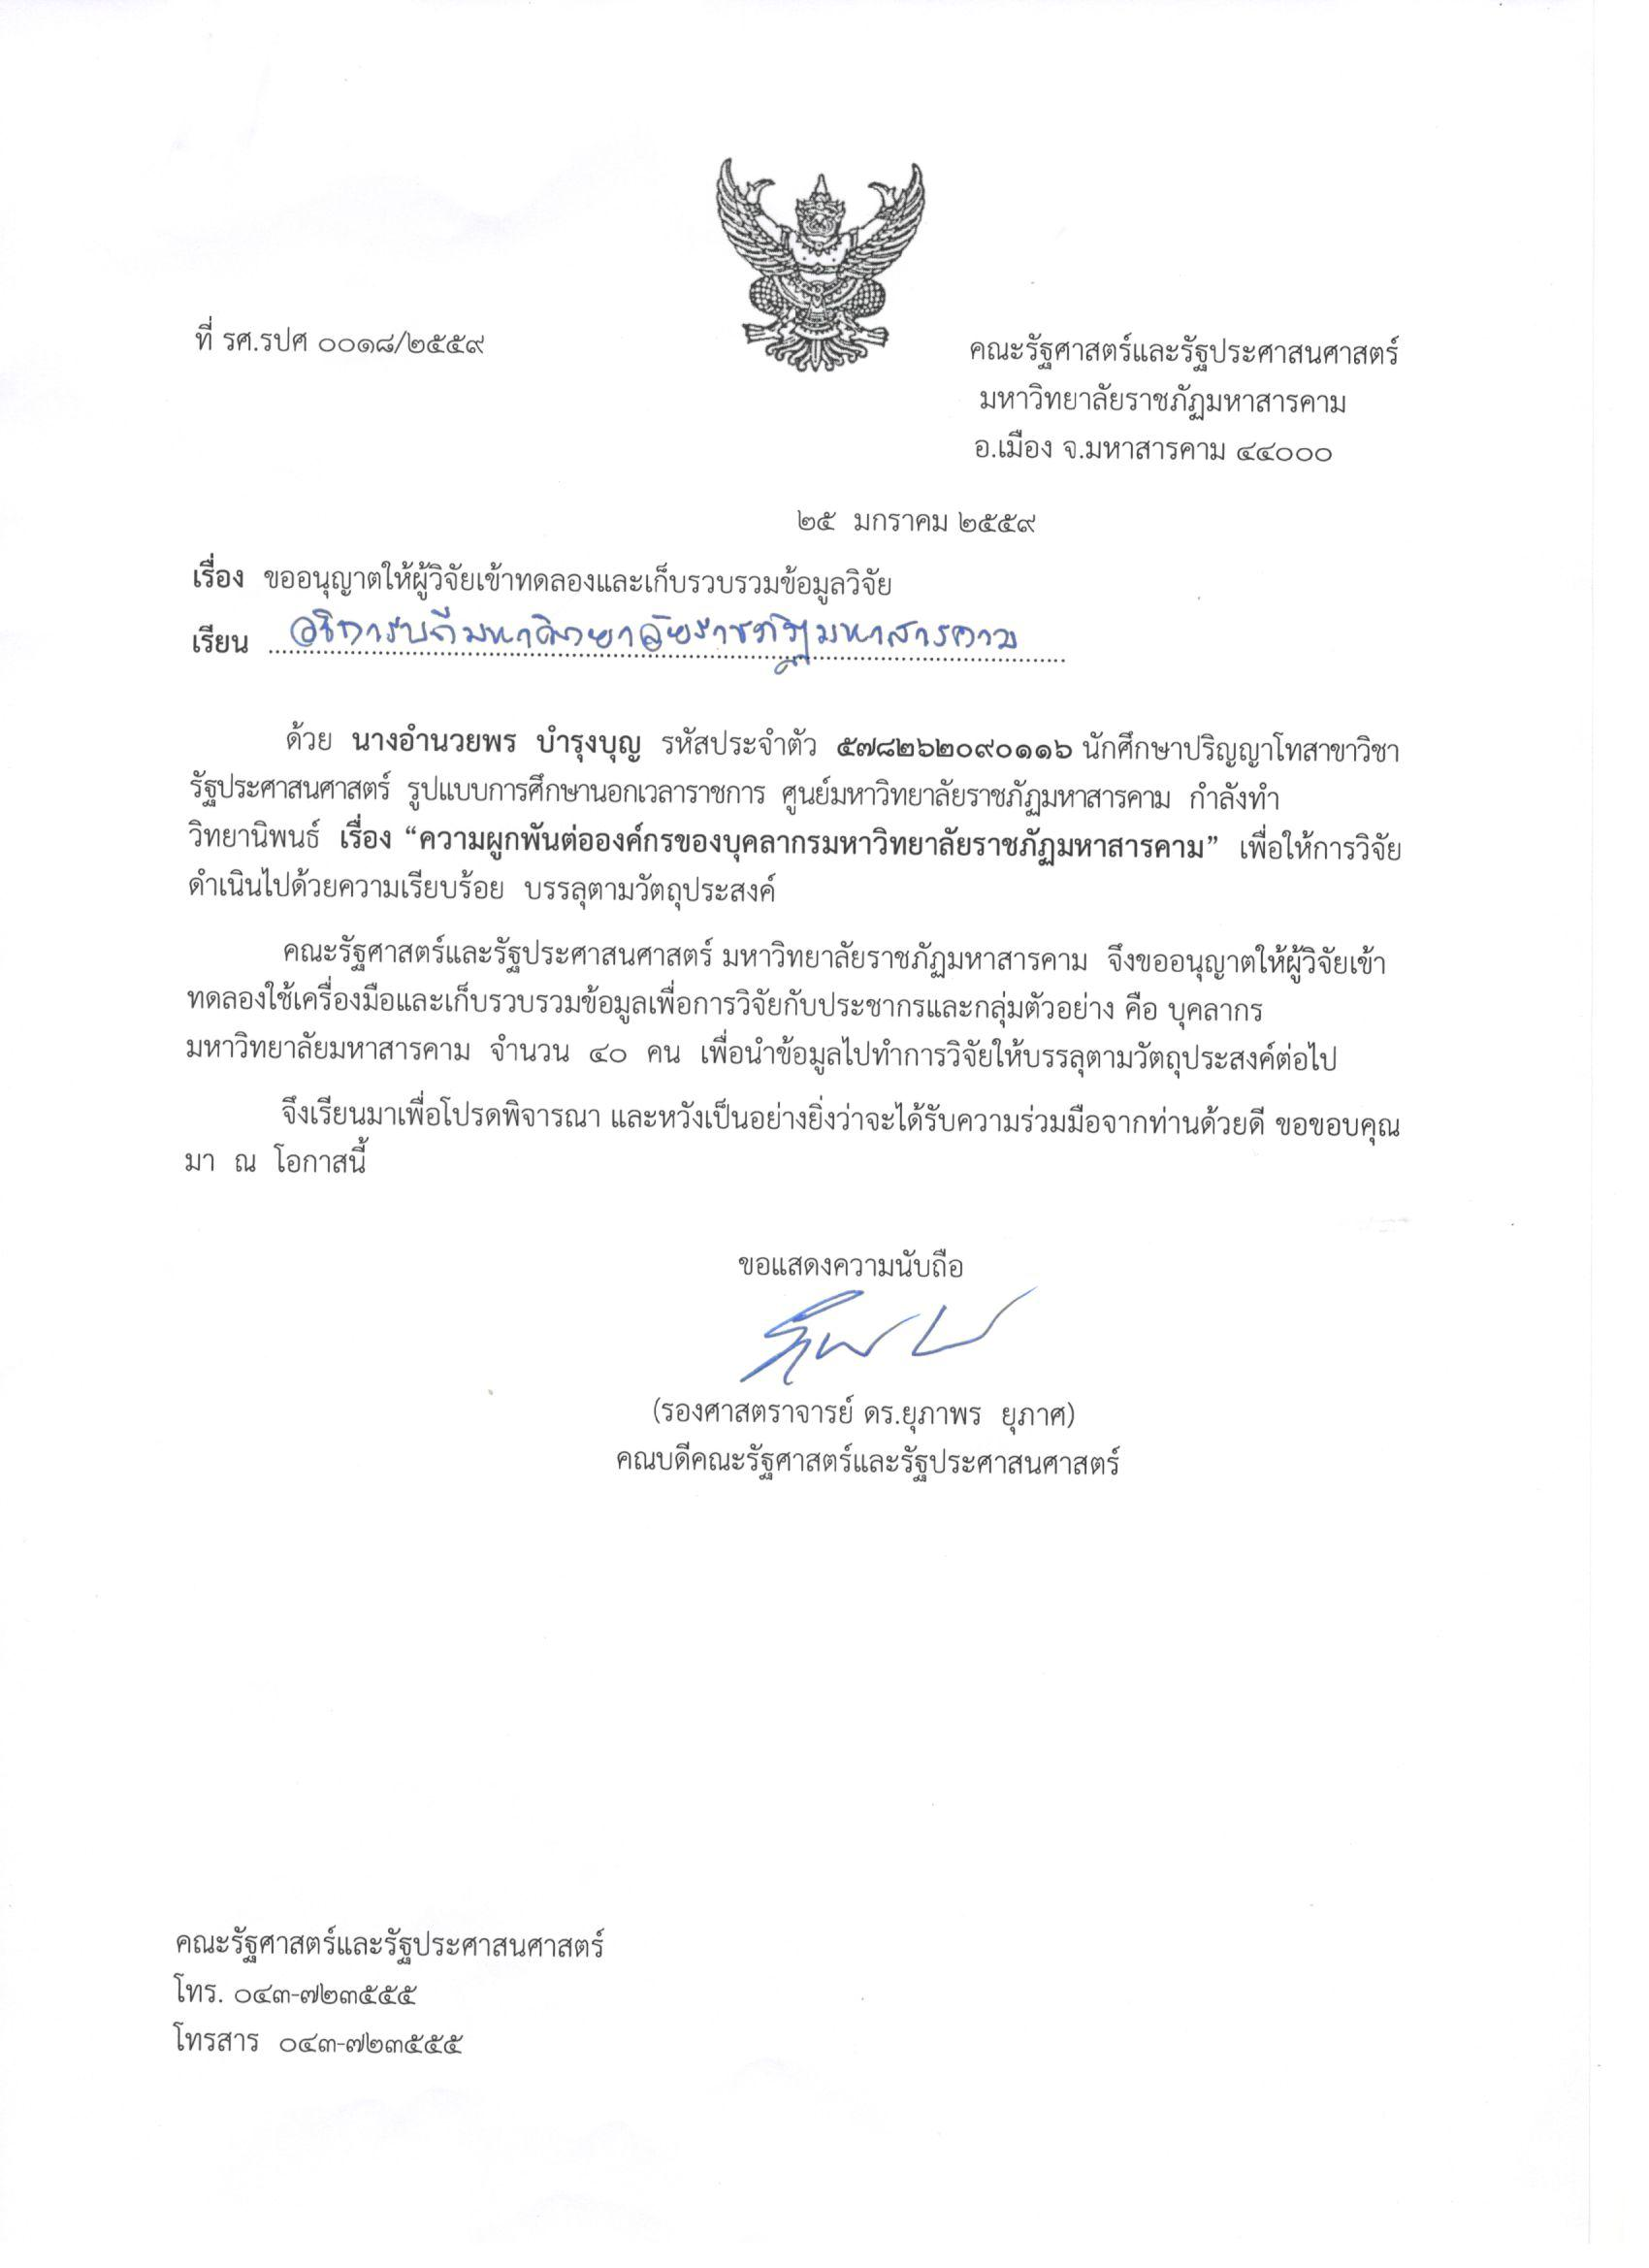 ที่ รศ.รปศ ๐๐๑๘/๒๕๕๙
คณะรัฐศาสตร์และรัฐประศาสนศาสตร์
มหาวิทยาลัยราชภัฏมหาสารคาม
อ.เมือง จ.มหาสารคาม ๔๔๐๐๐
๒๕ มกราคม ๒๕๕๙
เรื่อง ขออนุญาตให้ผู้วิจัยเข้าทดลองและเก็บรวบรวมข้อมูลวิจัย
เรียน อธิการบดีมหาวิทยาลัยราชภัฏมหาสารคาม
ด้วย นางอำนวยพร บำรุงบุญ รหัสประจำตัว ๕๗๘๒๖๒๐๙๐๑๑๖ นักศึกษาปริญญาโทสาขาวิชา
รัฐประศาสนศาสตร์ รูปแบบการศึกษานอกเวลาราชการ ศูนย์มหาวิทยาลัยราชภัฏมหาสารคาม กำลังทำ
วิทยานิพนธ์ เรื่อง “ความผูกพันต่อองค์กรของบุคลากรมหาวิทยาลัยราชภัฏมหาสารคาม” เพื่อให้การวิจัย
ดำเนินไปด้วยความเรียบร้อย บรรลุตามวัตถุประสงค์
คณะรัฐศาสตร์และรัฐประศาสนศาสตร์ มหาวิทยาลัยราชภัฏมหาสารคาม จึงขออนุญาตให้ผู้วิจัยเข้า
ทดลองใช้เครื่องมือและเก็บรวบรวมข้อมูลเพื่อการวิจัยกับประชากรและกลุ่มตัวอย่าง คือ บุคลากร
มหาวิทยาลัยมหาสารคาม จำนวน ๔๐ คน เพื่อนำข้อมูลไปทำการวิจัยให้บรรลุตามวัตถุประสงค์ต่อไป
จึงเรียนมาเพื่อโปรดพิจารณา และหวังเป็นอย่างยิ่งว่าจะได้รับความร่วมมือจากท่านด้วยดี ขอขอบคุณ
มา ณ โอกาสนี้
ขอแสดงความนับถือ
(รองศาสตราจารย์ ดร.ยุภาพร ยุภาศ)
คณบดีคณะรัฐศาสตร์และรัฐประศาสนศาสตร์
คณะรัฐศาสตร์และรัฐประศาสนศาสตร์
โทร. ๐๔๓-๗๒๓๕๕๕
โทรสาร ๐๔๓-๗๒๓๕๕๕